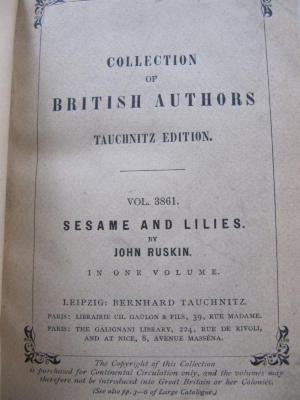 COLLECTION
OF
BRITISH AUTHORS
TAUCHNITZ EDITION.
VOL. 3861.
SESAME AND LILIES.
BY
JOHN RUSKIN.
IN ONE VOLUME.
LEIPZIG: BERNHARD TAUCHNITZ.
PARIS: LIBRAIRIE CH. GAULON & FILS, 39, RUE MADAME.
PARIS: THE GALIGNANI LIBRARY, 224, RUE DE RIVOLI,
AND AT NICE, 8, AVENUE MASSÉNA.
The Copyright of this Collection
is purchased for Continental Circulation only, and the volumes may
therefore not be introduced into Great Britain or her Colonies.
(See also pp. 3—6 of Large Catalogue.)